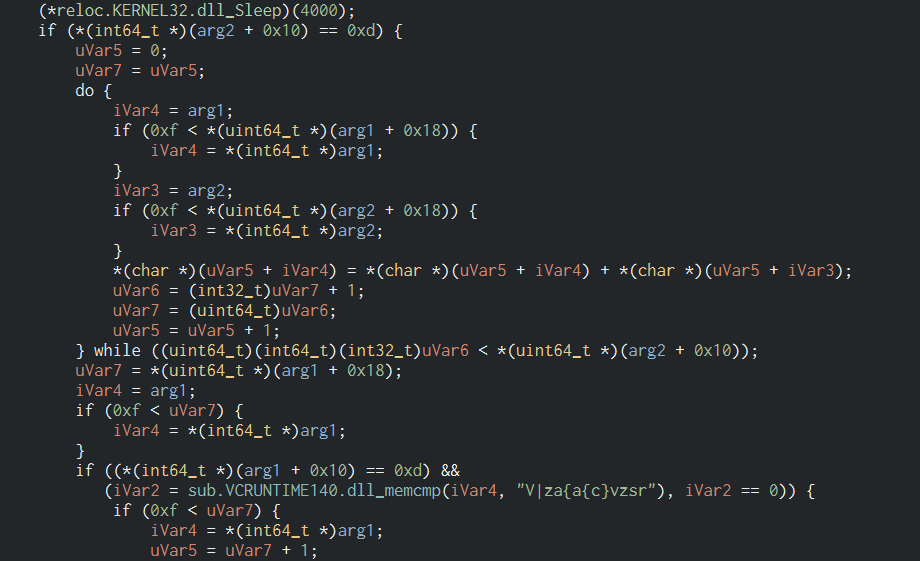 (*reloc.KERNEL32.dll_Sleep)(4000);
if (*(int64_t *)(arg2 + 0x10) == 0xd) {
uVar5 = 0;
uVar7 = uVar5;
do {
iVar4 = arg1;
if (0xf < *(uint64_t *)(arg1 + 0x18)) {
iVar4 = *(int64_t *)arg1;
}
iVar3 = arg2;
if (0xf < *(uint64_t *)(arg2 + 0x18)) {
iVar3 = *(int64_t *)arg2;
}
*(char *)(uVar5 + iVar4) = *(char *)(uVar5 + iVar4) + *(char *)(uVar5 + iVar3);
uVar6 = (int32_t)uVar7 + 1;
uVar7 = (uint64_t)uVar6;
uVar5 = uVar5 + 1;
} while ((uint64_t)(int64_t)(int32_t)uVar6 < *(uint64_t *)(arg2 + 0x10));
uVar7 = *(uint64_t *)(arg1 + 0x18);
iVar4 = arg1;
if (0xf < uVar7) {
iVar4 = *(int64_t *)arg1;
}
if ((*(int64_t *)(arg1 + 0x10) == 0xd) &&
(iVar2 = sub.VCRUNTIME140.dll_memcmp(iVar4, "V|za{a{c}vzsr"), iVar2 == 0)) {
if (0xf < uVar7) {
iVar4 = *(int64_t *)arg1;
uVar5 = uVar7 + 1;